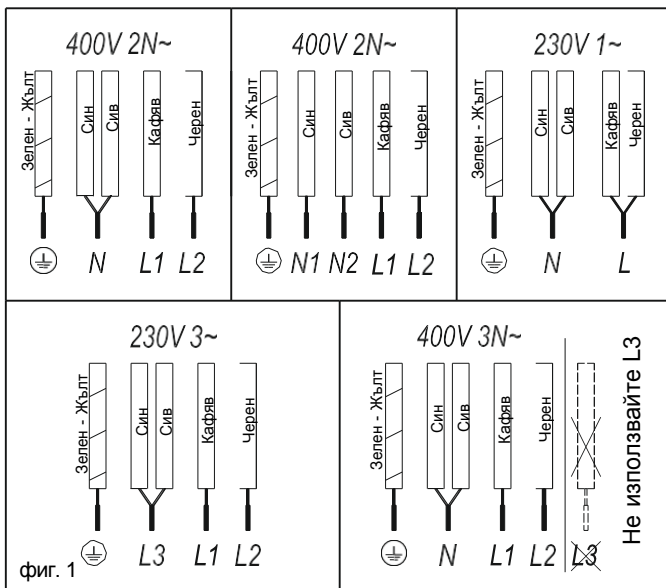 400V 2N~
Зелен - Жълт
Син
Сив
Кафяв
Черен
N L1 L2
400V 2N~
Зелен - Жълт
Син
Сив
Кафяв
Черен
N1 N2 L1 L2
230V 1~
Зелен - Жълт
Син
Сив
Кафяв
Черен
N L
230V 3~
Зелен - Жълт
Син
Сив
Кафяв
Черен
L3 L1 L2
фиг. 1
400V 3N~
Зелен - Жълт
Син
Сив
Кафяв
Черен
N L1 L2 L3
Не използвайте L3